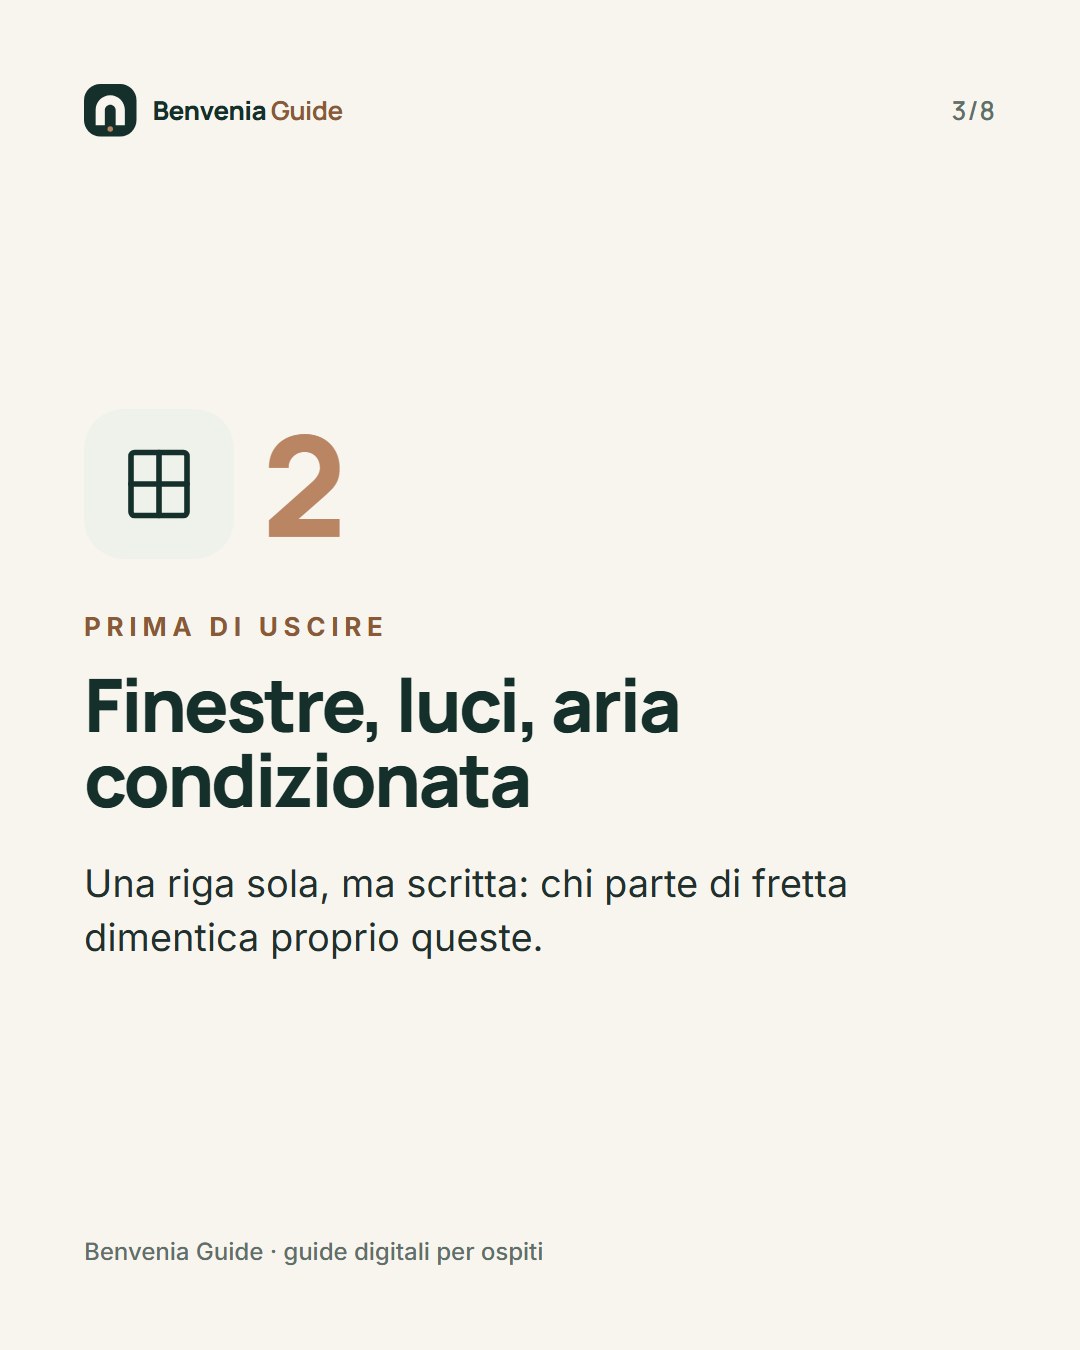 Benvenia Guide
3/8
2
PRIMA DI USCIRE
Finestre, luci, aria
condizionata
Una riga sola, ma scritta: chi parte di fretta
dimentica proprio queste.
Benvenia Guide · guide digitali per ospiti